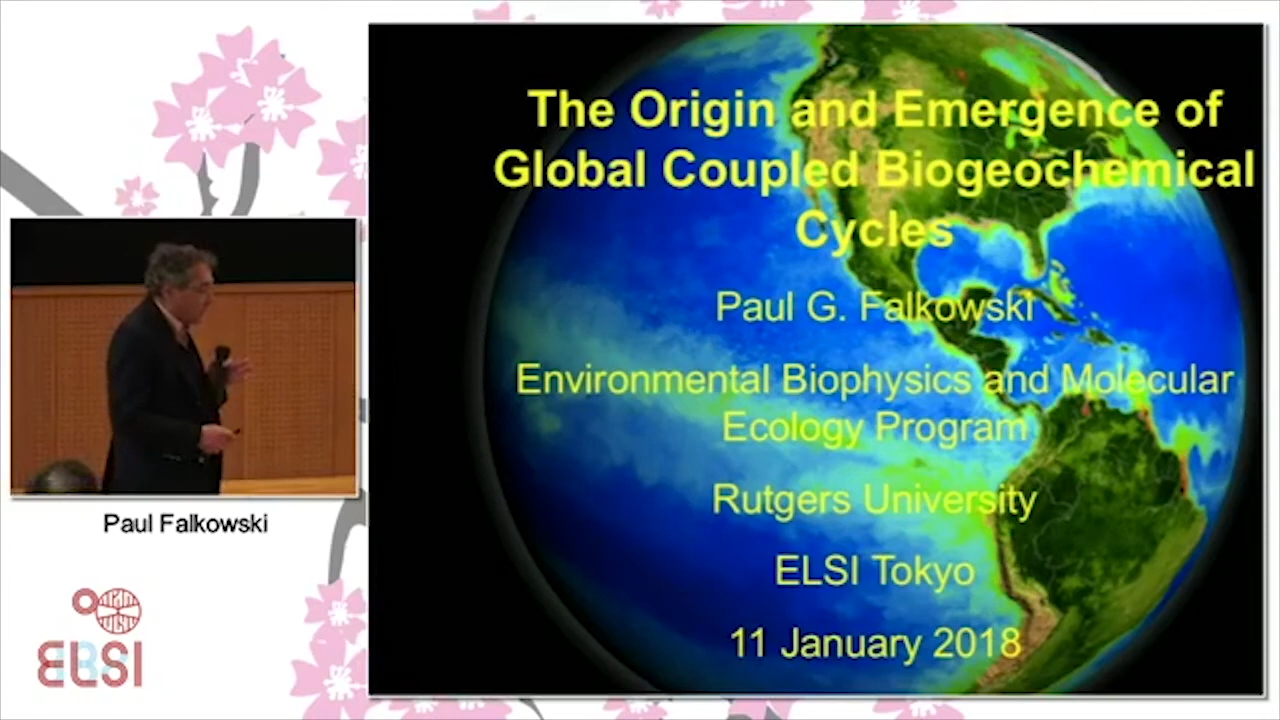 The Origin and Emergence of
Global Coupled Biogeochemical
Cycles
Paul G. Falkowski
Environmental Biophysics and Molecular
Ecology Program
Rutgers University
ELSI Tokyo
11 January 2018
Paul Falkowski
ELSI